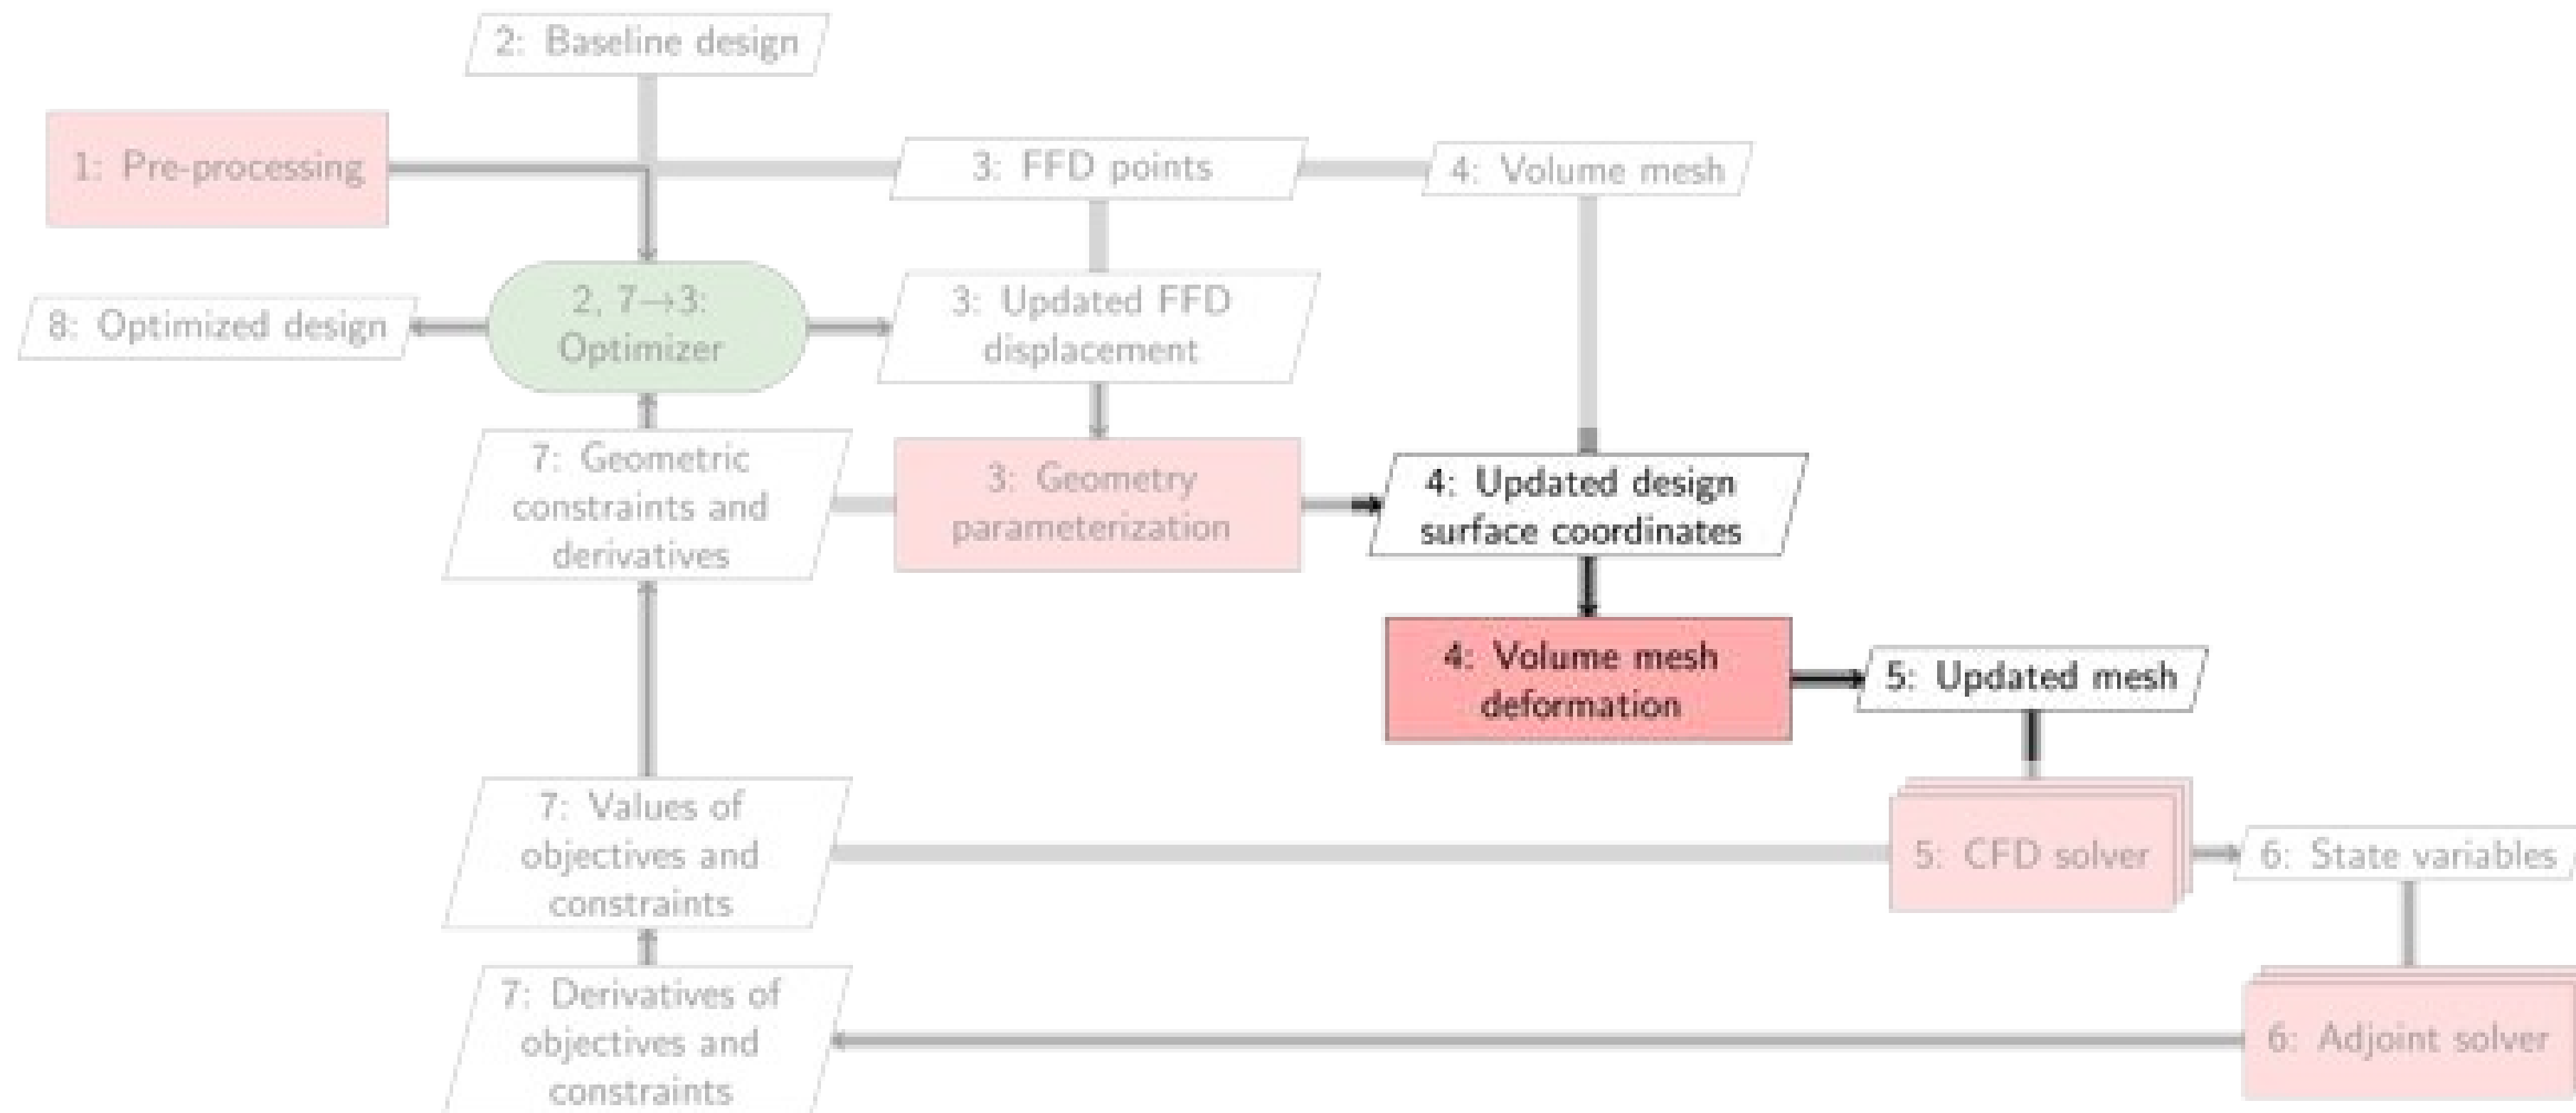 2: Baseline design
1: Pre-processing
3: FFD points
4: Volume mesh
8: Optimized design
2, 7→3:
Optimizer
3: Updated FFD
displacement
7: Geometric
constraints and
derivatives
3: Geometry
parameterization
4: Updated design
surface coordinates
4: Volume mesh
deformation
5: Updated mesh
7: Values of
objectives and
constraints
5: CFD solver
6: State variables
7: Derivatives of
objectives and
constraints
6: Adjoint solver